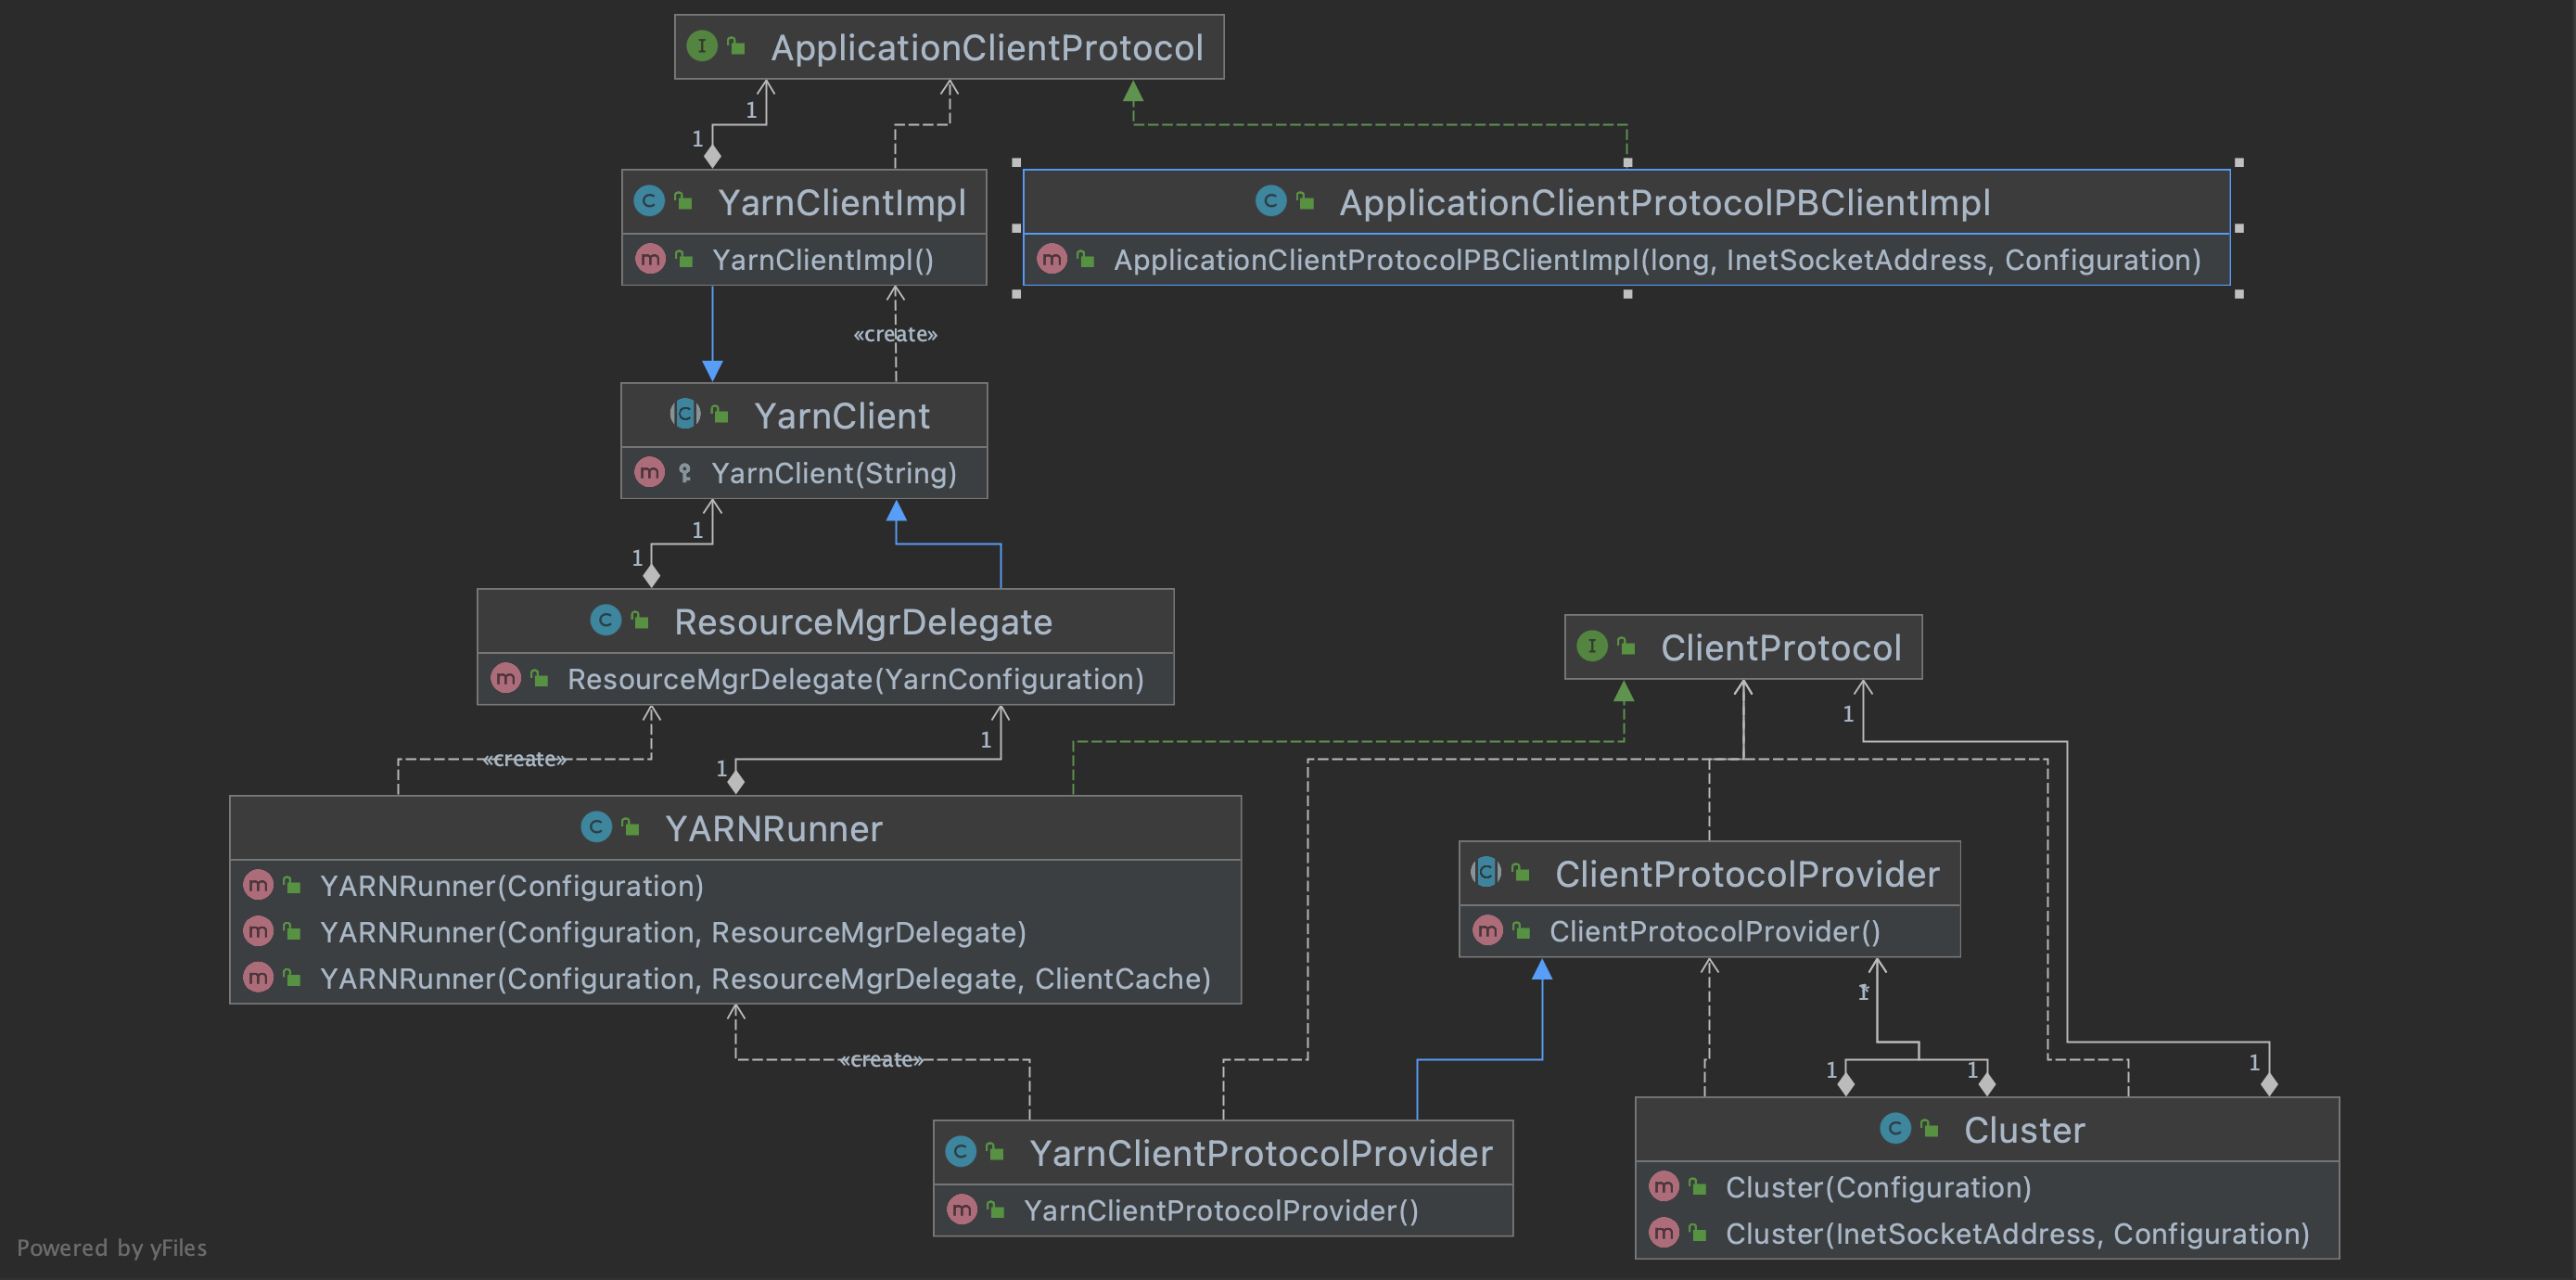 ApplicationClientProtocol
1
1
YarnClientImpl
YarnClientImpl()
ApplicationClientProtocolPBClientImpl
ApplicationClientProtocolPBClientImpl(long, InetSocketAddress, Configuration)
«create»
YarnClient
YarnClient(String)
1
1
ResourceMgrDelegate
ResourceMgrDelegate(YarnConfiguration)
ClientProtocol
1
«create»
1
1
YARNRunner
YARNRunner(Configuration)
YARNRunner(Configuration, ResourceMgrDelegate)
YARNRunner(Configuration, ResourceMgrDelegate, ClientCache)
ClientProtocolProvider
ClientProtocolProvider()
«create»
1
1
1
YarnClientProtocolProvider
YarnClientProtocolProvider()
Cluster
Cluster(Configuration)
Cluster(InetSocketAddress, Configuration)
Powered by yFiles